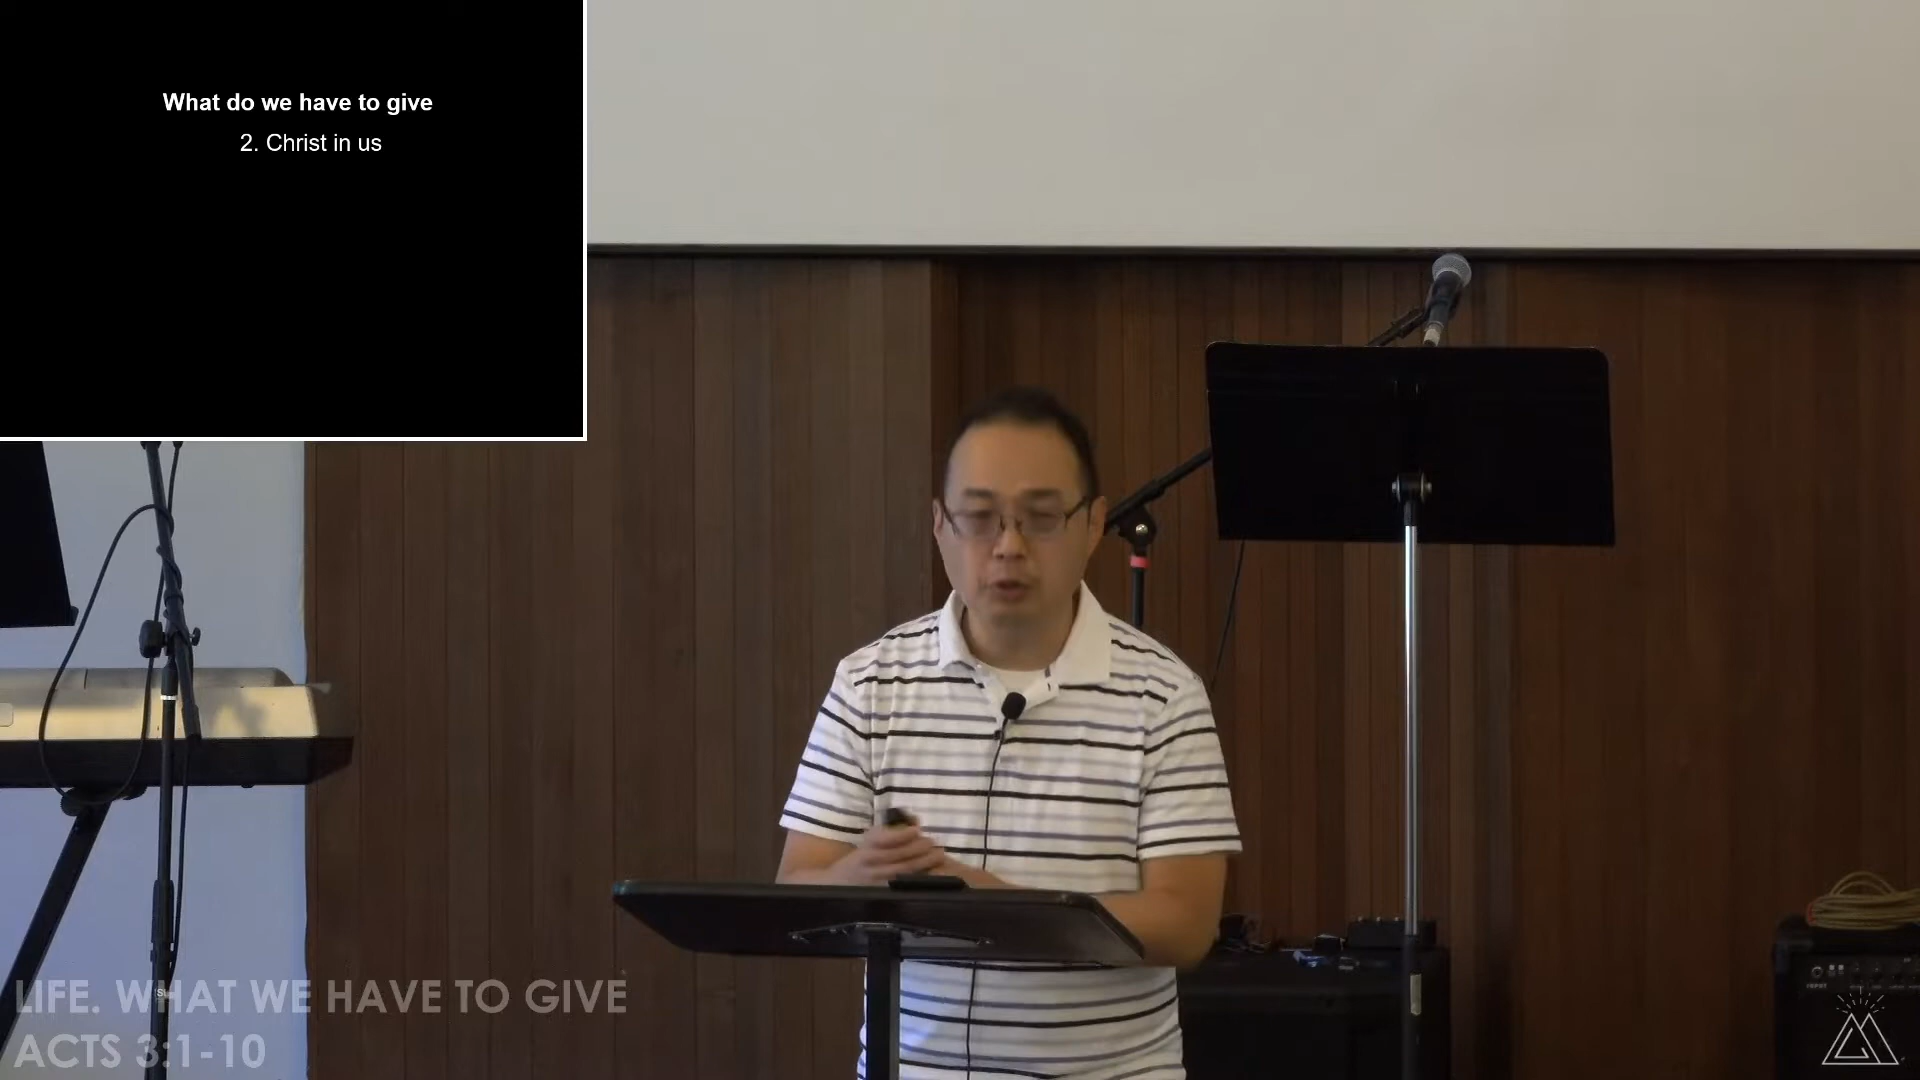 What do we have to give
2. Christ in us
LIFE. WHAT WE HAVE TO GIVE
ACTS 3:1-10